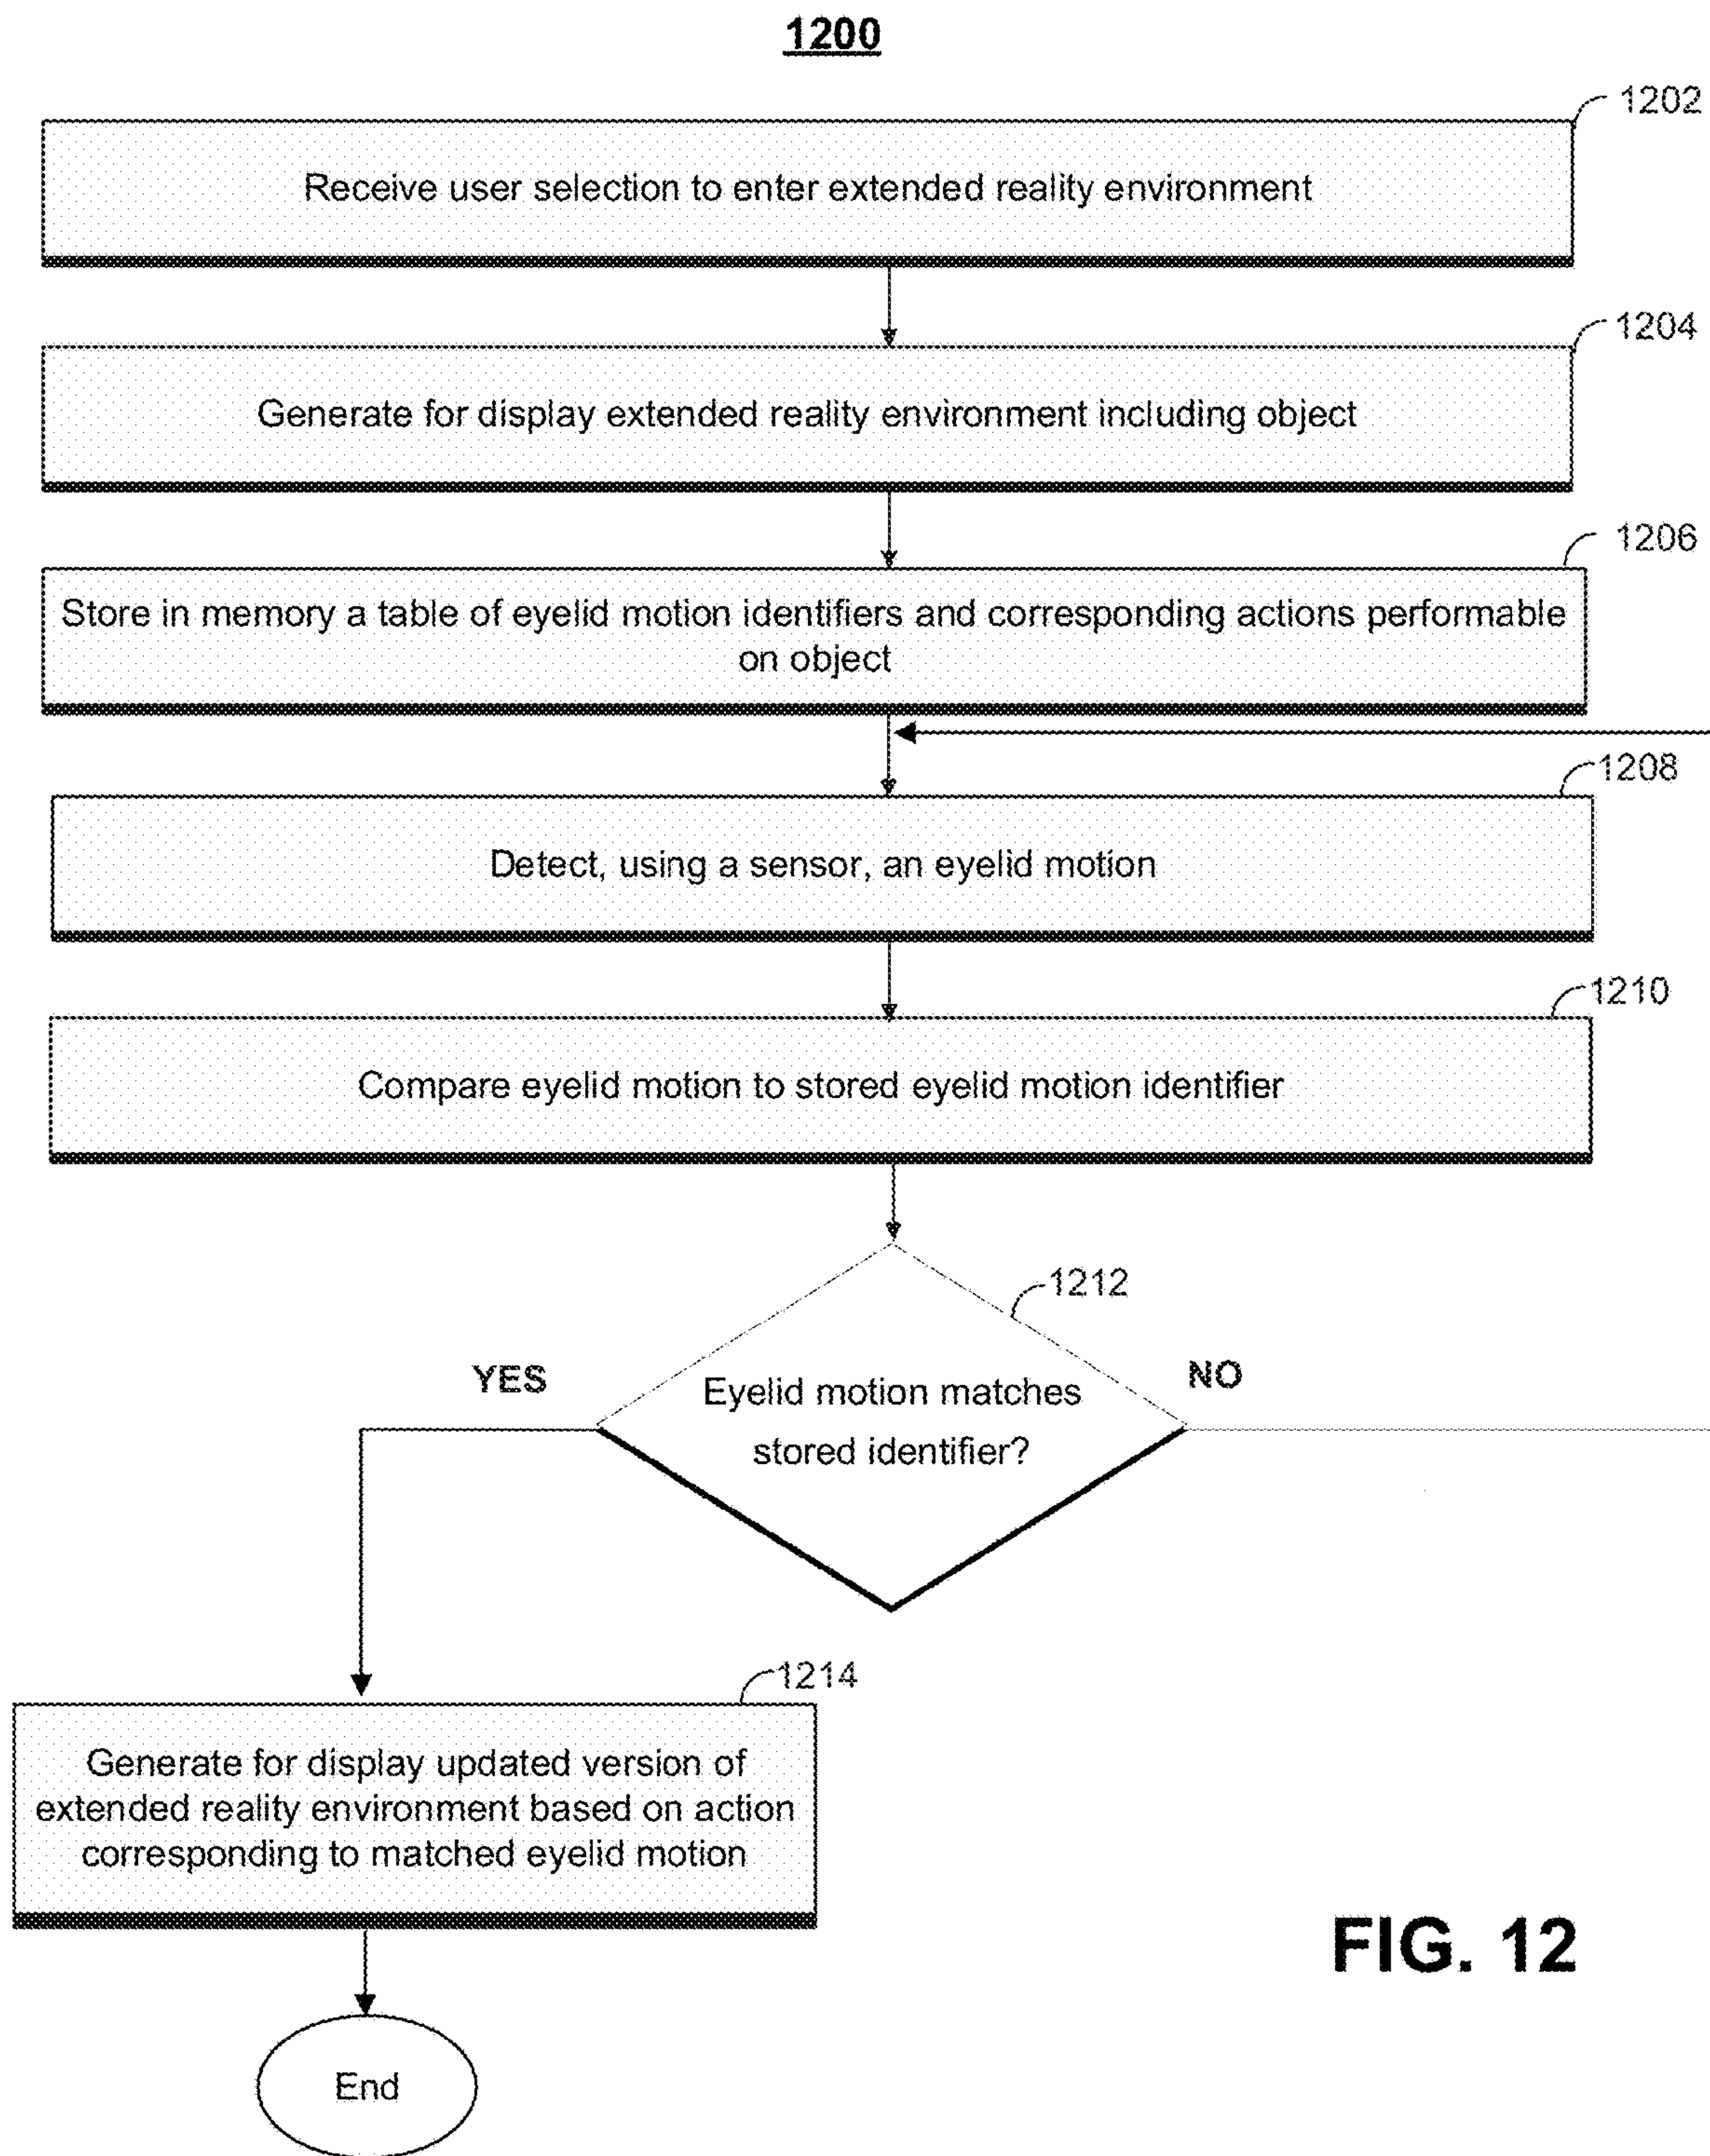 1200
1202
Receive user selection to enter extended reality environment
1204
Generate for display extended reality environment including object
1206
Store in memory a table of eyelid motion identifiers and corresponding actions performable
on object
1208
Detect, using a sensor, an eyelid motion
1210
Compare eyelid motion to stored eyelid motion identifier
1212
YES
NO
Eyelid motion matches
stored identifier?
1214
Generate for display updated version of
extended reality environment based on action
corresponding to matched eyelid motion
FIG. 12
End